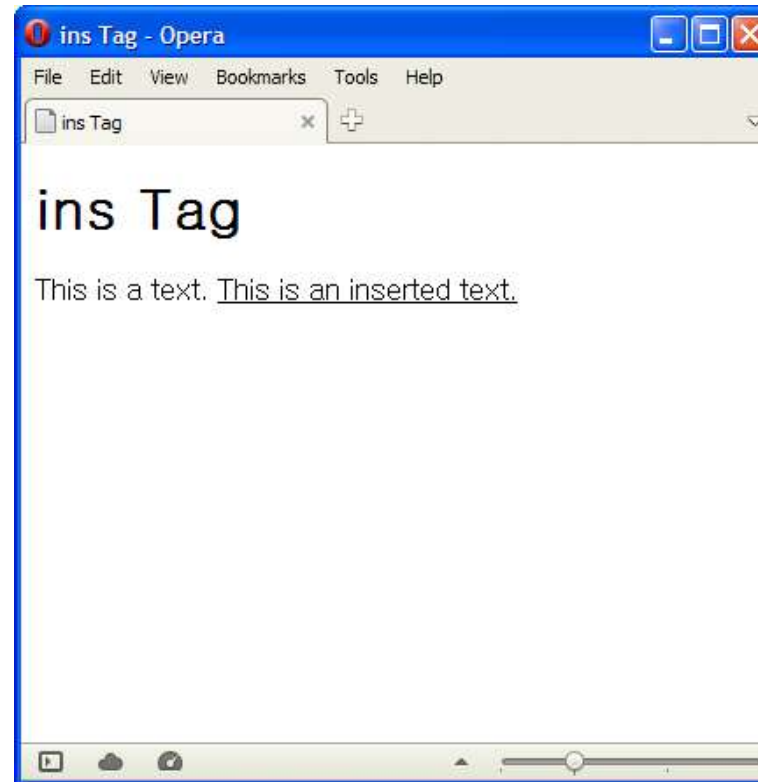 ins Tag - Opera
File Edit View Bookmarks Tools Help
ins Tag
ins Tag
This is a text. This is an inserted text.